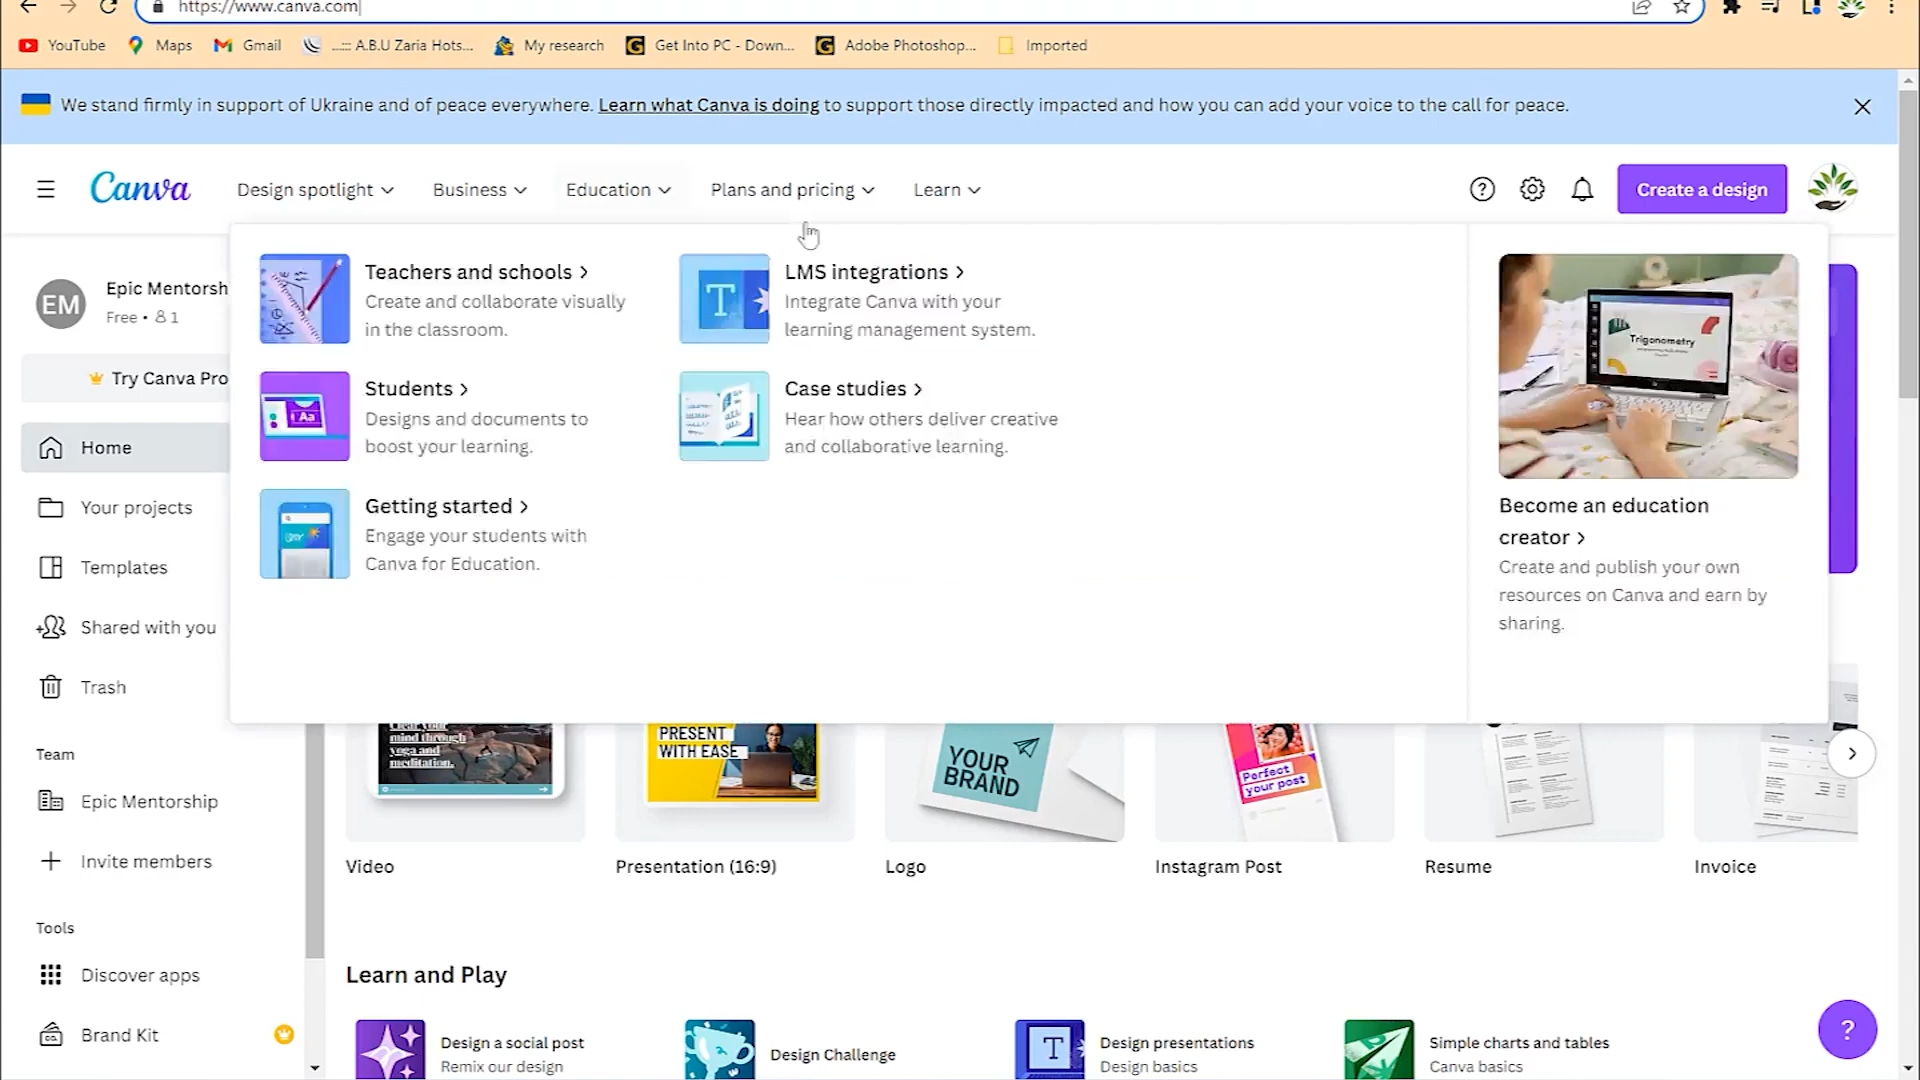 https://www.canva.com
YouTube
Maps
Gmail
...:: A.B.U Zaria Hots...
My research
Get Into PC - Down...
Adobe Photoshop...
Imported
We stand firmly in support of Ukraine and of peace everywhere. Learn what Canva is doing to support those directly impacted and how you can add your voice to the call for peace.
Canva
Design spotlight
Business
Education
Plans and pricing
Learn
Create a design
EM
Epic Mentorsh
Free • 1
Try Canva Pro
Home
Your projects
Templates
Shared with you
Trash
Team
Epic Mentorship
Invite members
Tools
Discover apps
Brand Kit
Teachers and schools
Create and collaborate visually
in the classroom.
Students
Designs and documents to
boost your learning.
Getting started
Engage your students with
Canva for Education.
LMS integrations
Integrate Canva with your
learning management system.
Case studies
Hear how others deliver creative
and collaborative learning.
Trigonometry
Become an education
creator
Create and publish your own
resources on Canva and earn by
sharing.
mind through
yoga and
meditation.
PRESENT
WITH EASE
YOUR
BRAND
Perfect
your post
Video
Presentation (16:9)
Logo
Instagram Post
Resume
Invoice
Learn and Play
Design a social post
Remix our design
Design Challenge
Design presentations
Design basics
Simple charts and tables
Canva basics